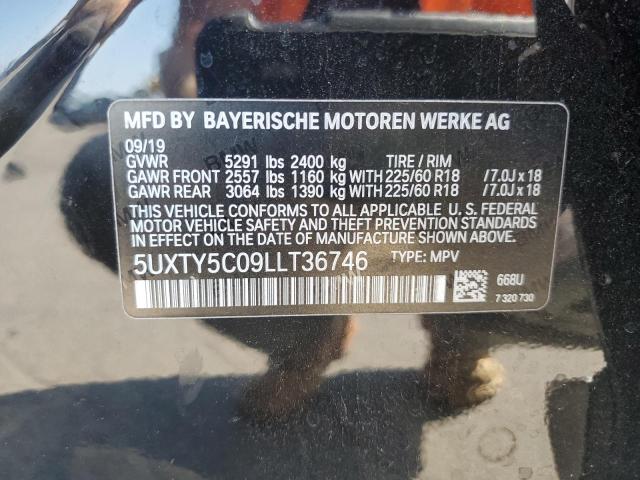 MFD BY BAYERISCHE MOTOREN WERKE AG
09/19
GVWR 5291 lbs 2400 kg TIRE / RIM
GAWR FRONT 2557 lbs 1160 kg WITH 225/60 R18 /7.0J x 18
GAWR REAR 3064 lbs 1390 kg WITH 225/60 R18 /7.0J x 18
THIS VEHICLE CONFORMS TO ALL APPLICABLE U. S. FEDERAL
MOTOR VEHICLE SAFETY, BUMPER, AND THEFT PREVENTION STANDARDS
IN EFFECT ON THE DATE OF MANUFACTURE SHOWN ABOVE.
5UXTY5C09LLT36746 TYPE: MPV
668U
7 320 730